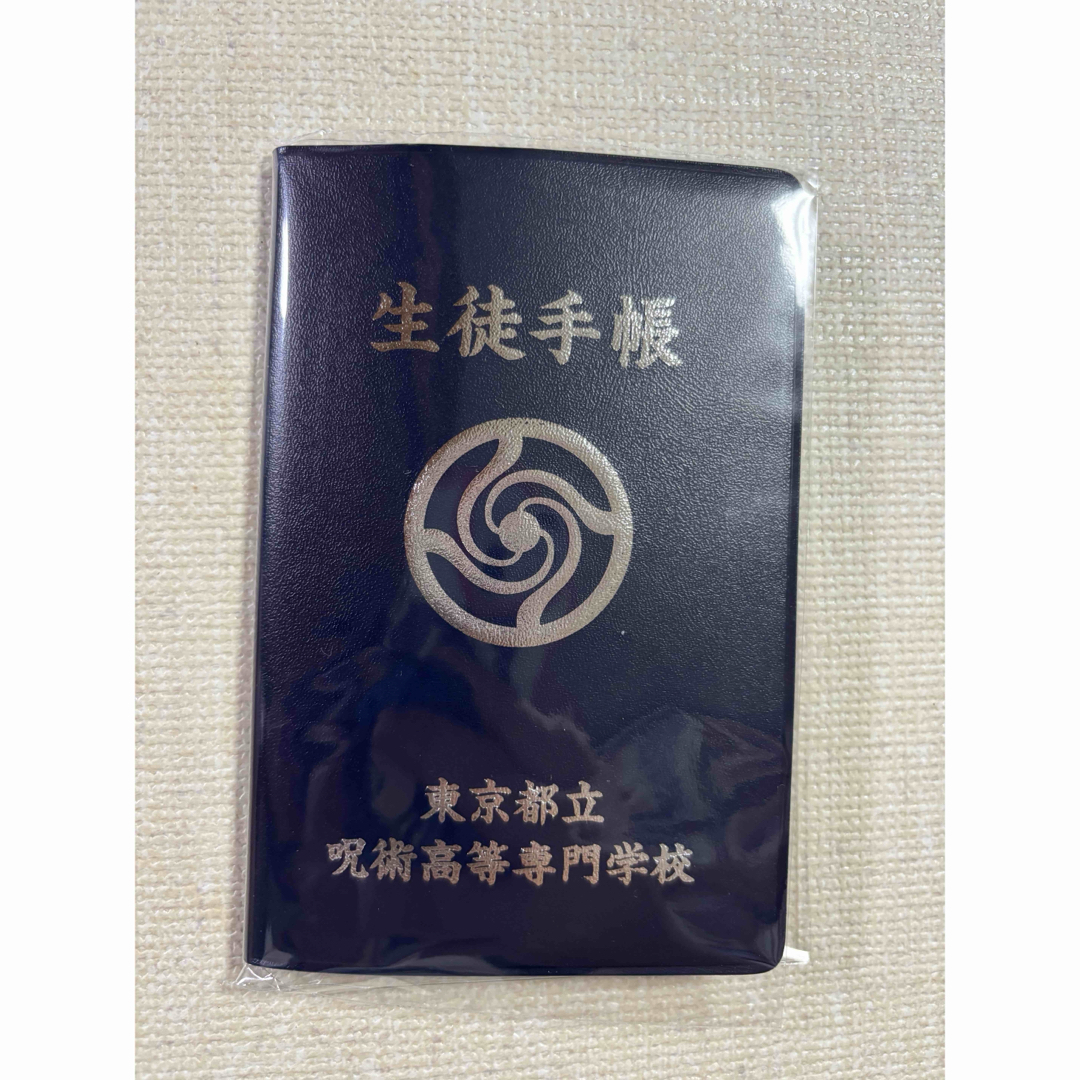 生徒手帳
東京都立
呪術高等専門学校